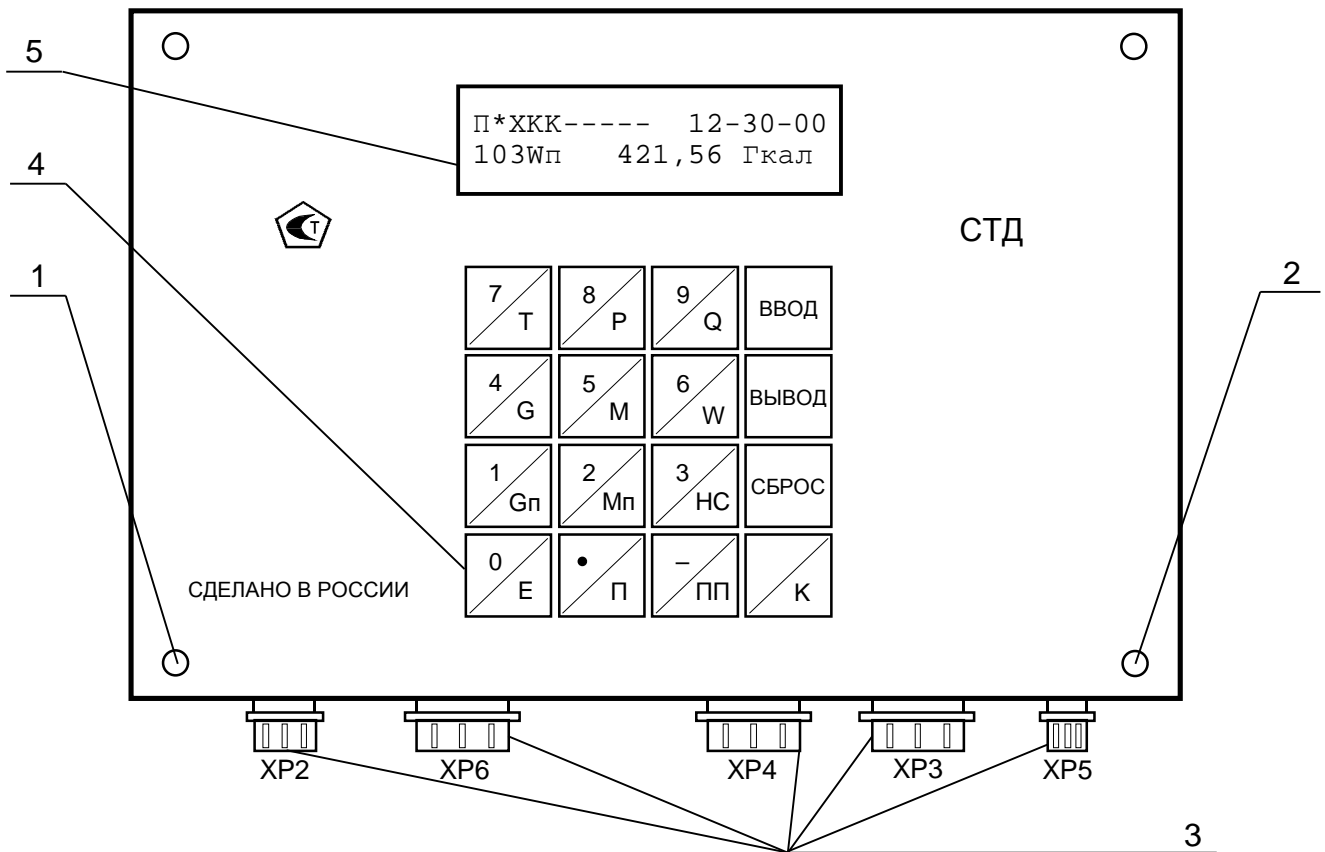 5
П*ХКК----- 12-30-00
103Wп 421,56 Гкал
4
Т
СТД
1
2
7 T
8 P
9 Q
ВВОД
4 G
5 M
6 W
ВЫВОД
1 Gп
2 Мп
3 НС
СБРОС
0 E
• П
– ПП
К
СДЕЛАНО В РОССИИ
XP2
XP6
XP4
XP3
XP5
3